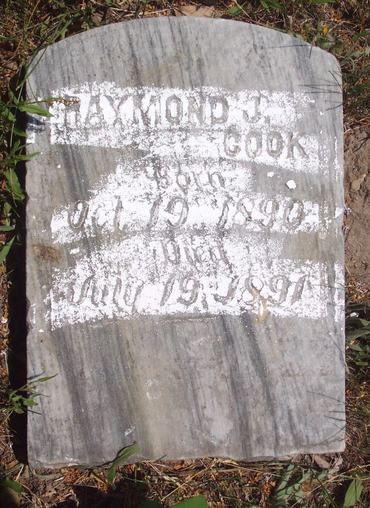 RAYMOND J.
COOK
Born
Oct 19 1890
Died
July 19, 1891